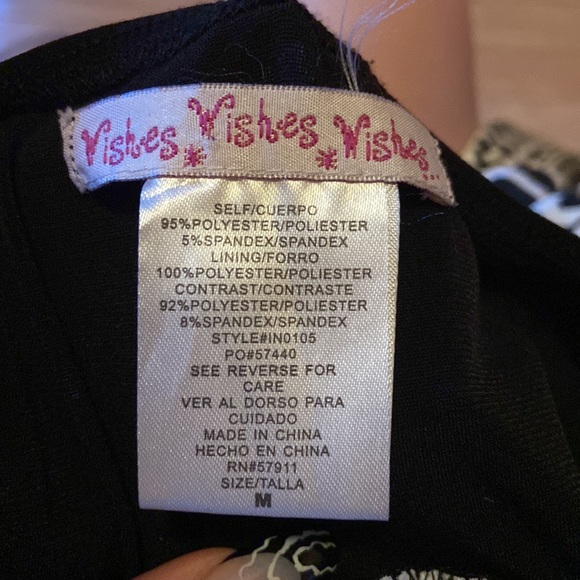 Wishes * Wishes * Wishes...
SELF/CUERPO
95%POLYESTER/POLIESTER
5%SPANDEX/SPANDEX
LINING/FORRO
100%POLYESTER/POLIESTER
CONTRAST/CONTRASTE
92%POLYESTER/POLIESTER
8%SPANDEX/SPANDEX
STYLE#IN0105
PO#57440
SEE REVERSE FOR
CARE
VER AL DORSO PARA
CUIDADO
MADE IN CHINA
HECHO EN CHINA
RN#57911
SIZE/TALLA
M